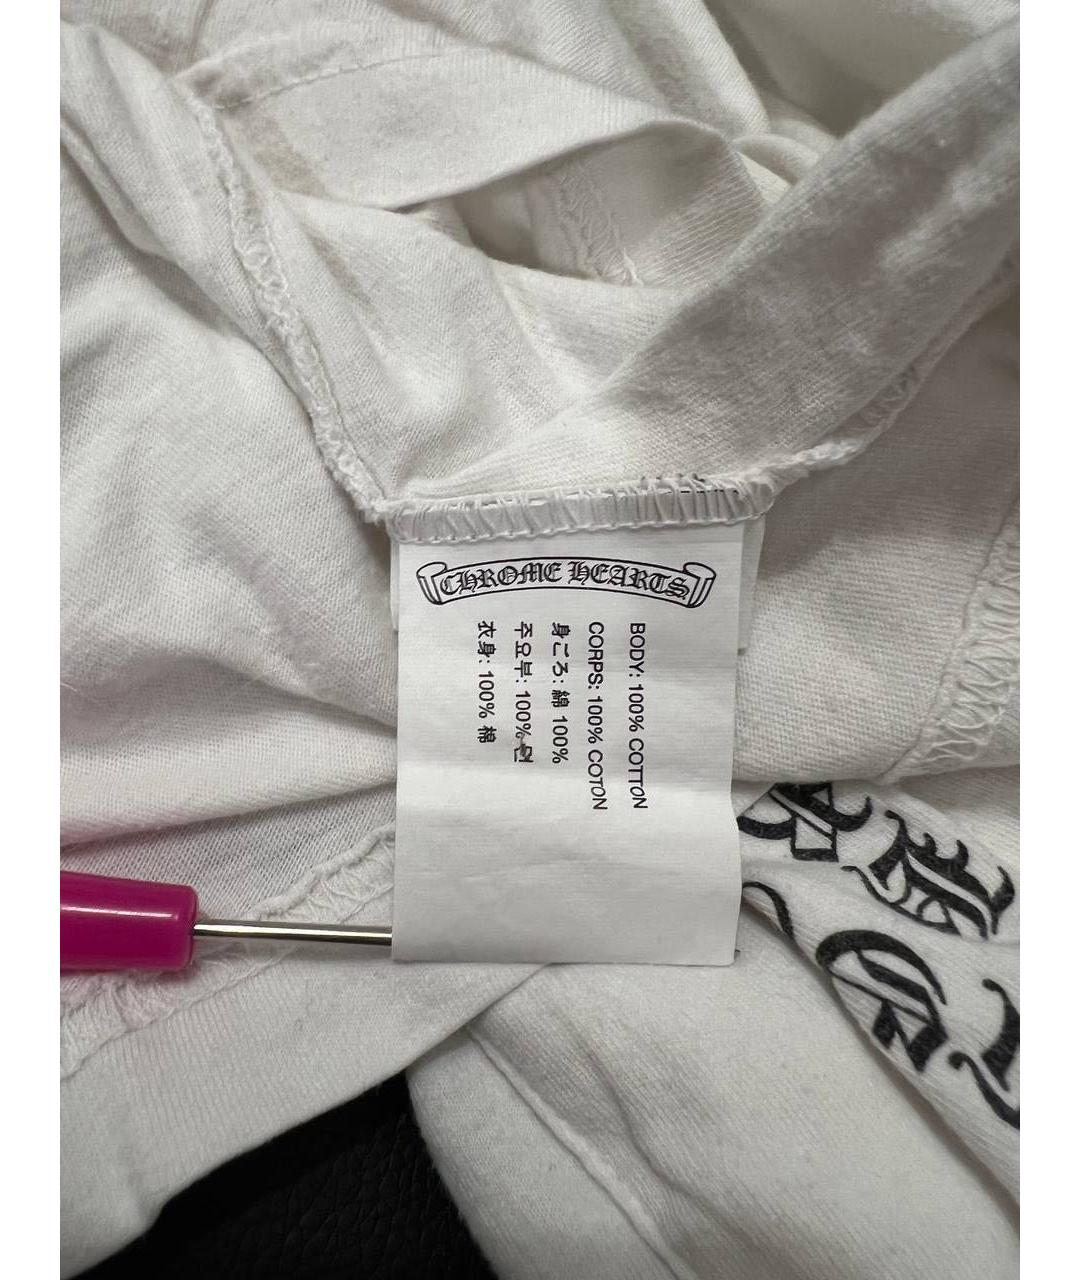 CHROME HEARTS
BODY: 100% COTTON
CORPS: 100% COTON
身ごろ: 綿 100%
주요부: 100% 면
衣身: 100% 棉